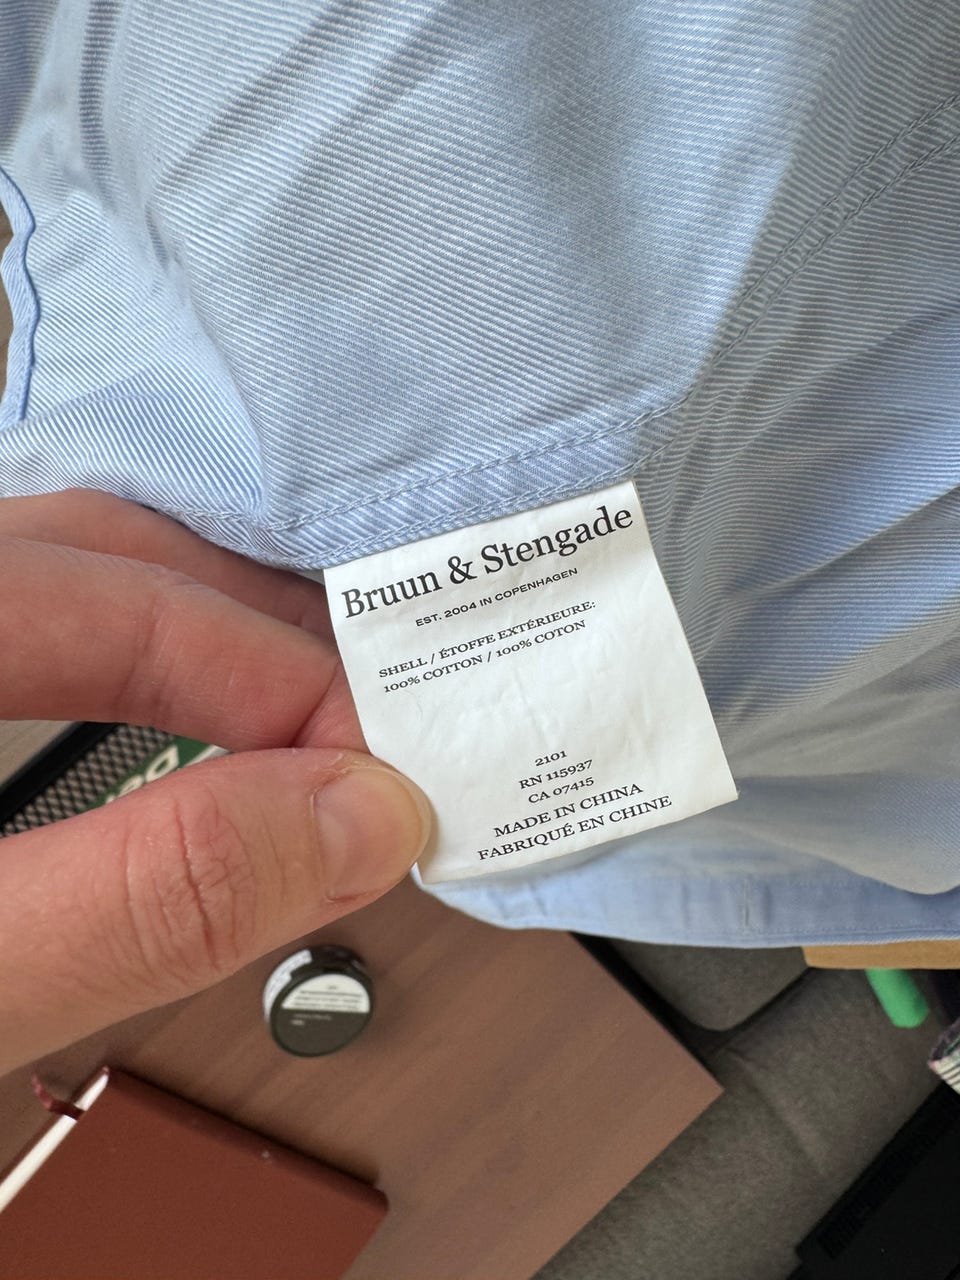 Bruun & Stengade
EST. 2004 IN COPENHAGEN
SHELL / ÉTOFFE EXTÉRIEURE:
100% COTTON / 100% COTON
2101
RN 115937
CA 07415
MADE IN CHINA
FABRIQUÉ EN CHINE